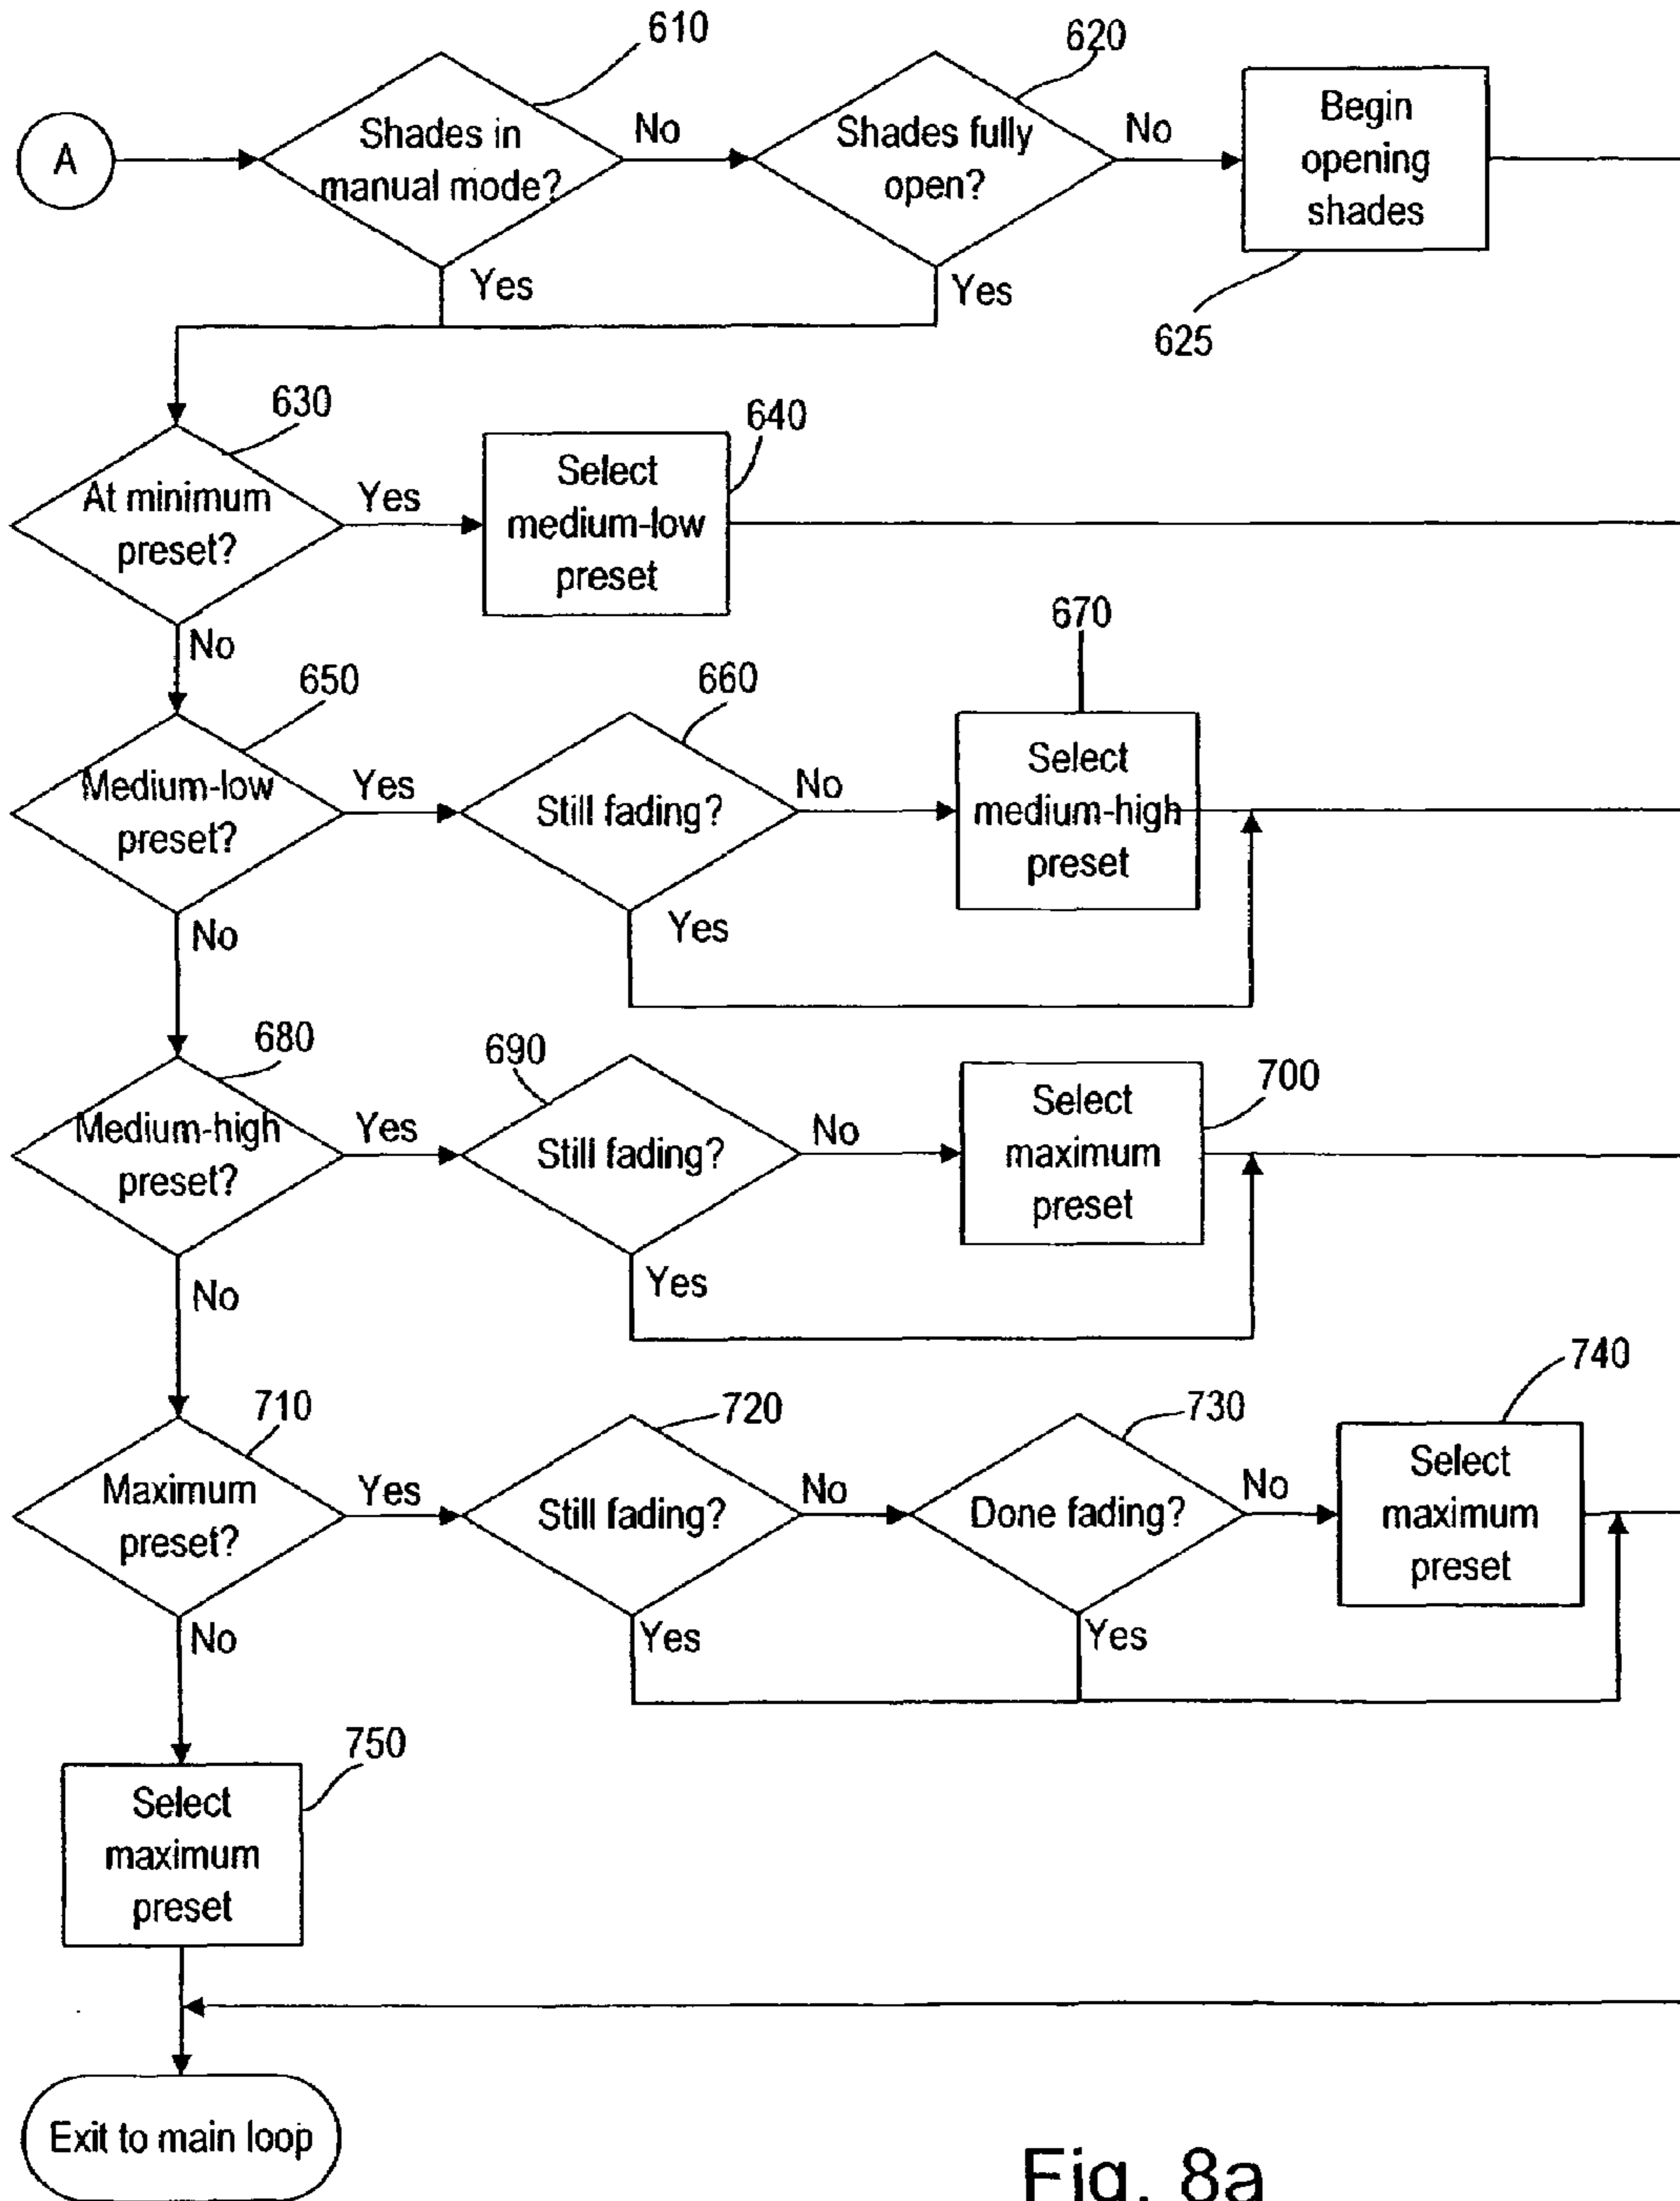 610
620
A
Shades in
manual mode?
No
Shades fully
open?
No
Begin
opening
shades
Yes
Yes
625
630
640
At minimum
preset?
Yes
Select
medium-low
preset
No
650
660
670
Medium-low
preset?
Yes
Still fading?
No
Select
medium-high
preset
Yes
No
680
690
700
Medium-high
preset?
Yes
Still fading?
No
Select
maximum
preset
Yes
No
710
720
730
740
Maximum
preset?
Yes
Still fading?
No
Done fading?
No
Select
maximum
preset
Yes
Yes
No
750
Select
maximum
preset
Exit to main loop
Fig. 8a